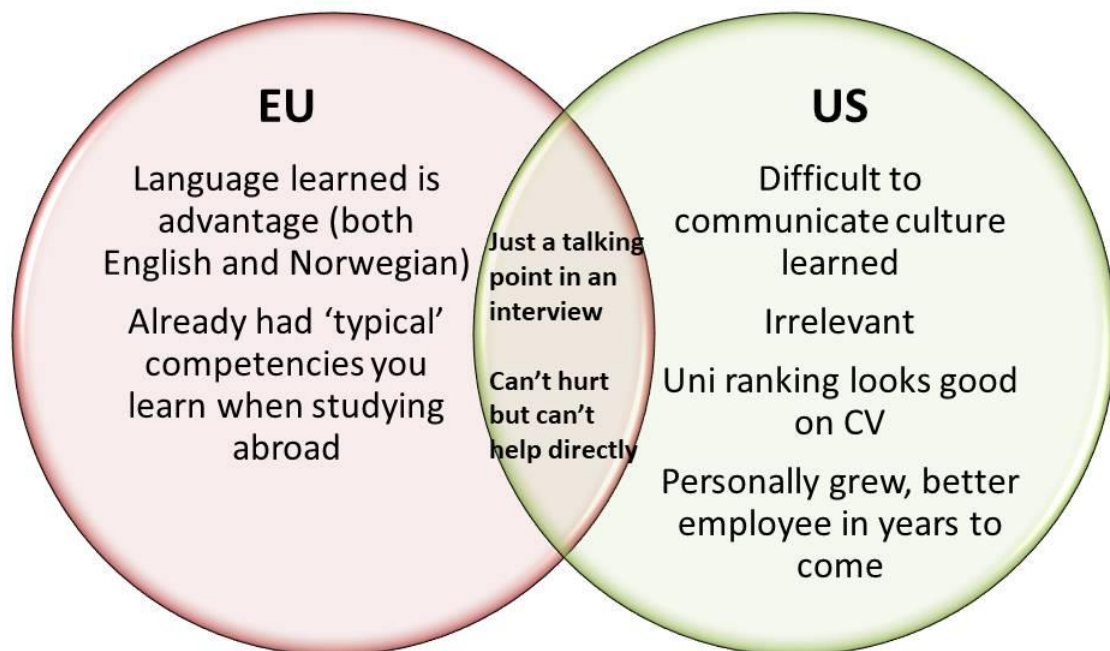 EU
Language learned is
advantage (both
English and Norwegian)
Already had ‘typical’
competencies you
learn when studying
abroad
Just a talking
point in an
interview
Can’t hurt
but can’t
help directly
US
Difficult to
communicate culture
learned
Irrelevant
Uni ranking looks good
on CV
Personally grew, better
employee in years to
come